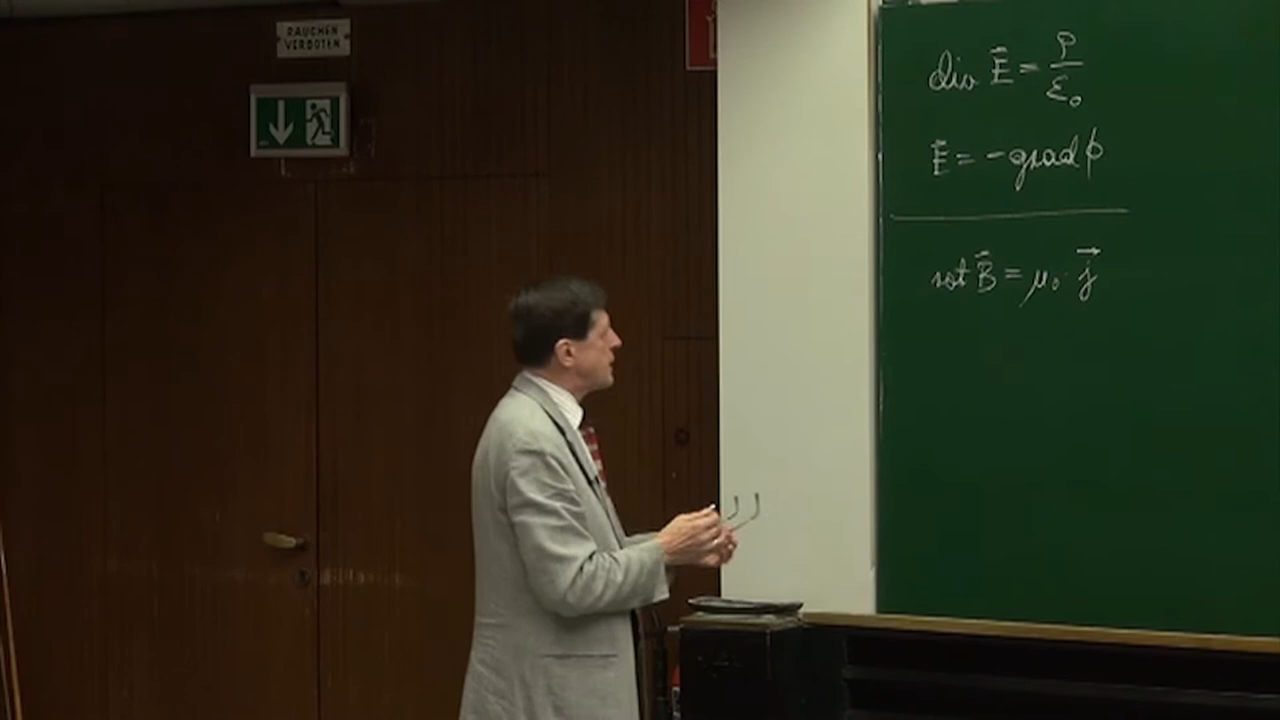 RAUCHEN
VERBOTEN
div E⃗ = ρ/ε₀
E⃗ = -grad ϕ
rot B⃗ = μ₀·j⃗